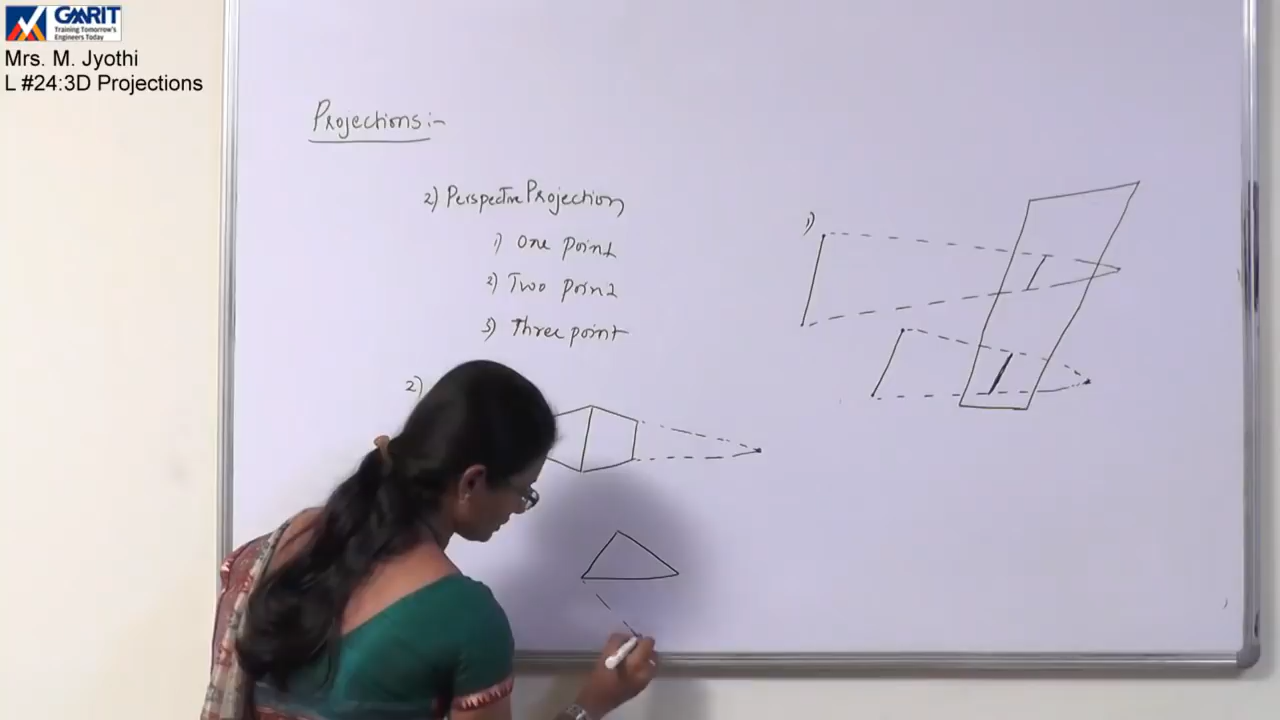 GMRIT
Training Tomorrow's
Engineers Today
Mrs. M. Jyothi
L #24:3D Projections
Projections:-
2) Perspective Projection
1) One point
2) Two point
3) Three point
1)
2)